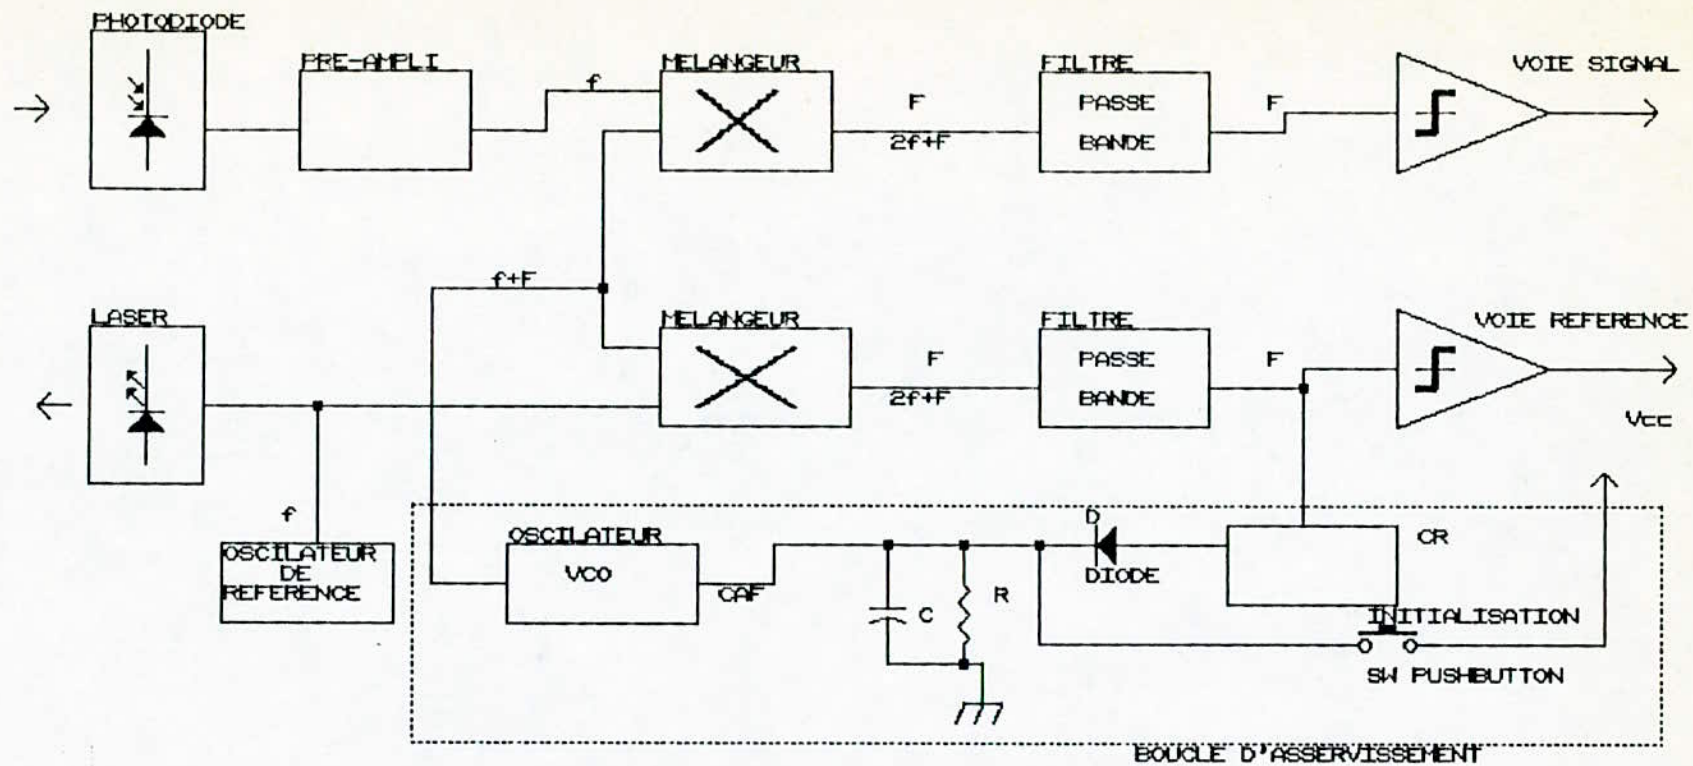 PHOTODIODE
PRE-AMPLI
f
MELANGEUR
F
2f+F
FILTRE
PASSE
BANDE
F
VOIE SIGNAL
f+F
LASER
MELANGEUR
F
2f+F
FILTRE
PASSE
BANDE
F
VOIE REFERENCE
Vcc
f
OSCILATEUR
DE
REFERENCE
OSCILATEUR
VCO
CAF
C
R
D
DIODE
CR
INITIALISATION
SW PUSHBUTTON
BOUCLE D'ASSERVISSEMENT